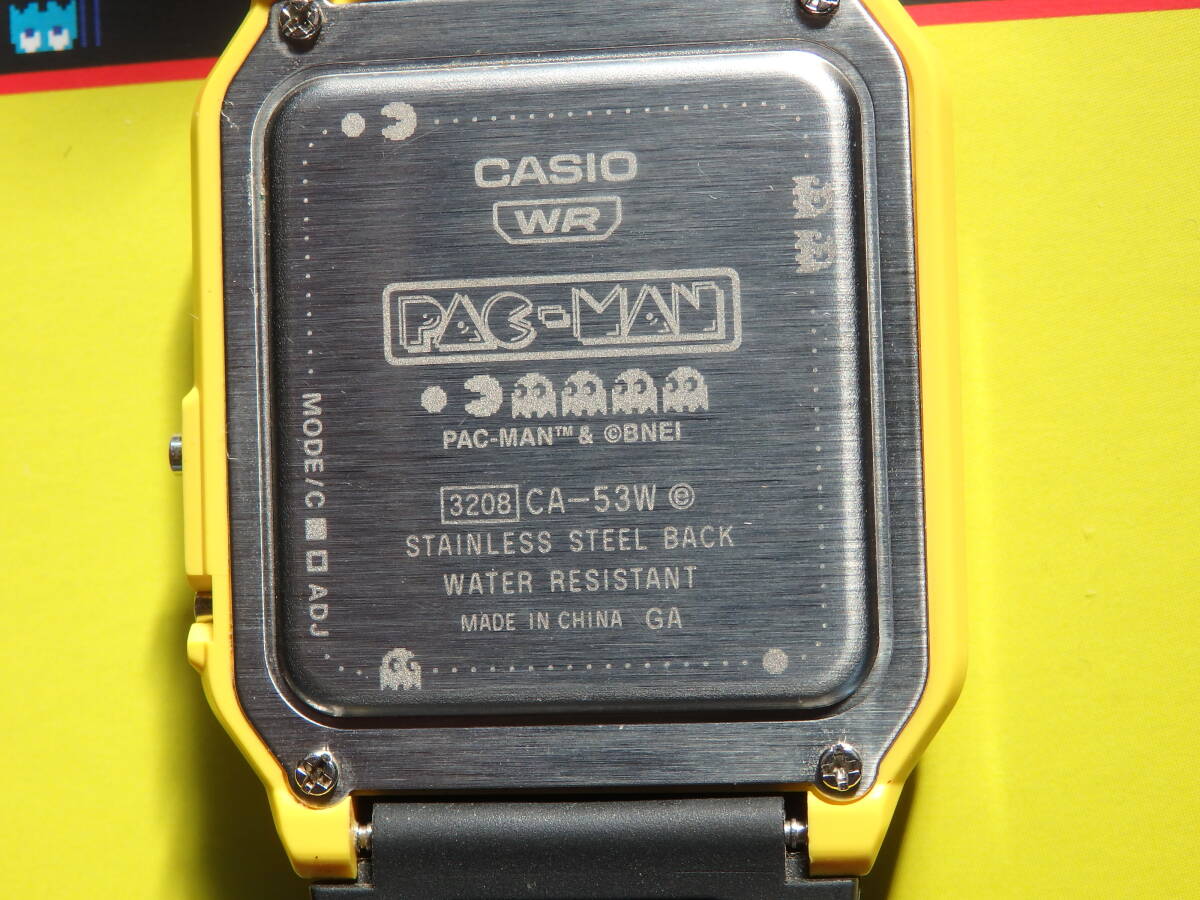 CASIO
WR
PAC-MAN
PAC-MAN™ & ©BNEI
3208 CA-53W ⓔ
STAINLESS STEEL BACK
WATER RESISTANT
MADE IN CHINA GA
MODE/C ■ □ ADJ